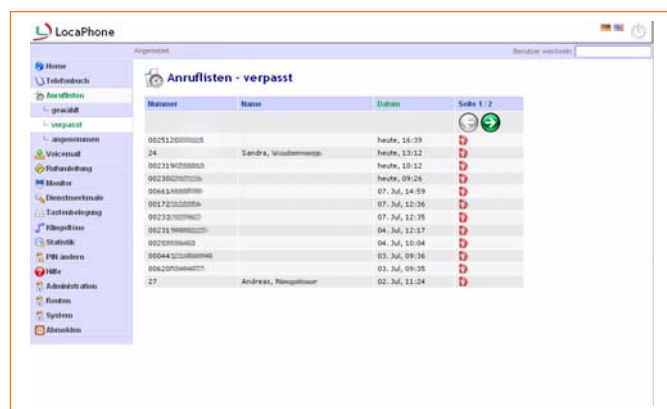 LocaPhone
Angemeldet
Benutzer wechseln:
Home
Telefonbuch
Anruflisten
gewählt
verpasst
angenommen
Voicemail
Rufumleitung
Monitor
Dienstmerkmale
Tastenbelegung
Klingeltöne
Statistik
PIN ändern
Hilfe
Administration
Routen
System
Abmelden
Anruflisten - verpasst
Nummer Name Datum Seite 1 / 2
heute, 16:39
24 Sandra, heute, 13:12
heute, 10:12
heute, 09:26
07. Jul, 14:59
07. Jul, 12:36
07. Jul, 12:35
04. Jul, 12:17
04. Jul, 10:04
03. Jul, 09:36
03. Jul, 09:35
27 Andreas, 02. Jul, 11:24